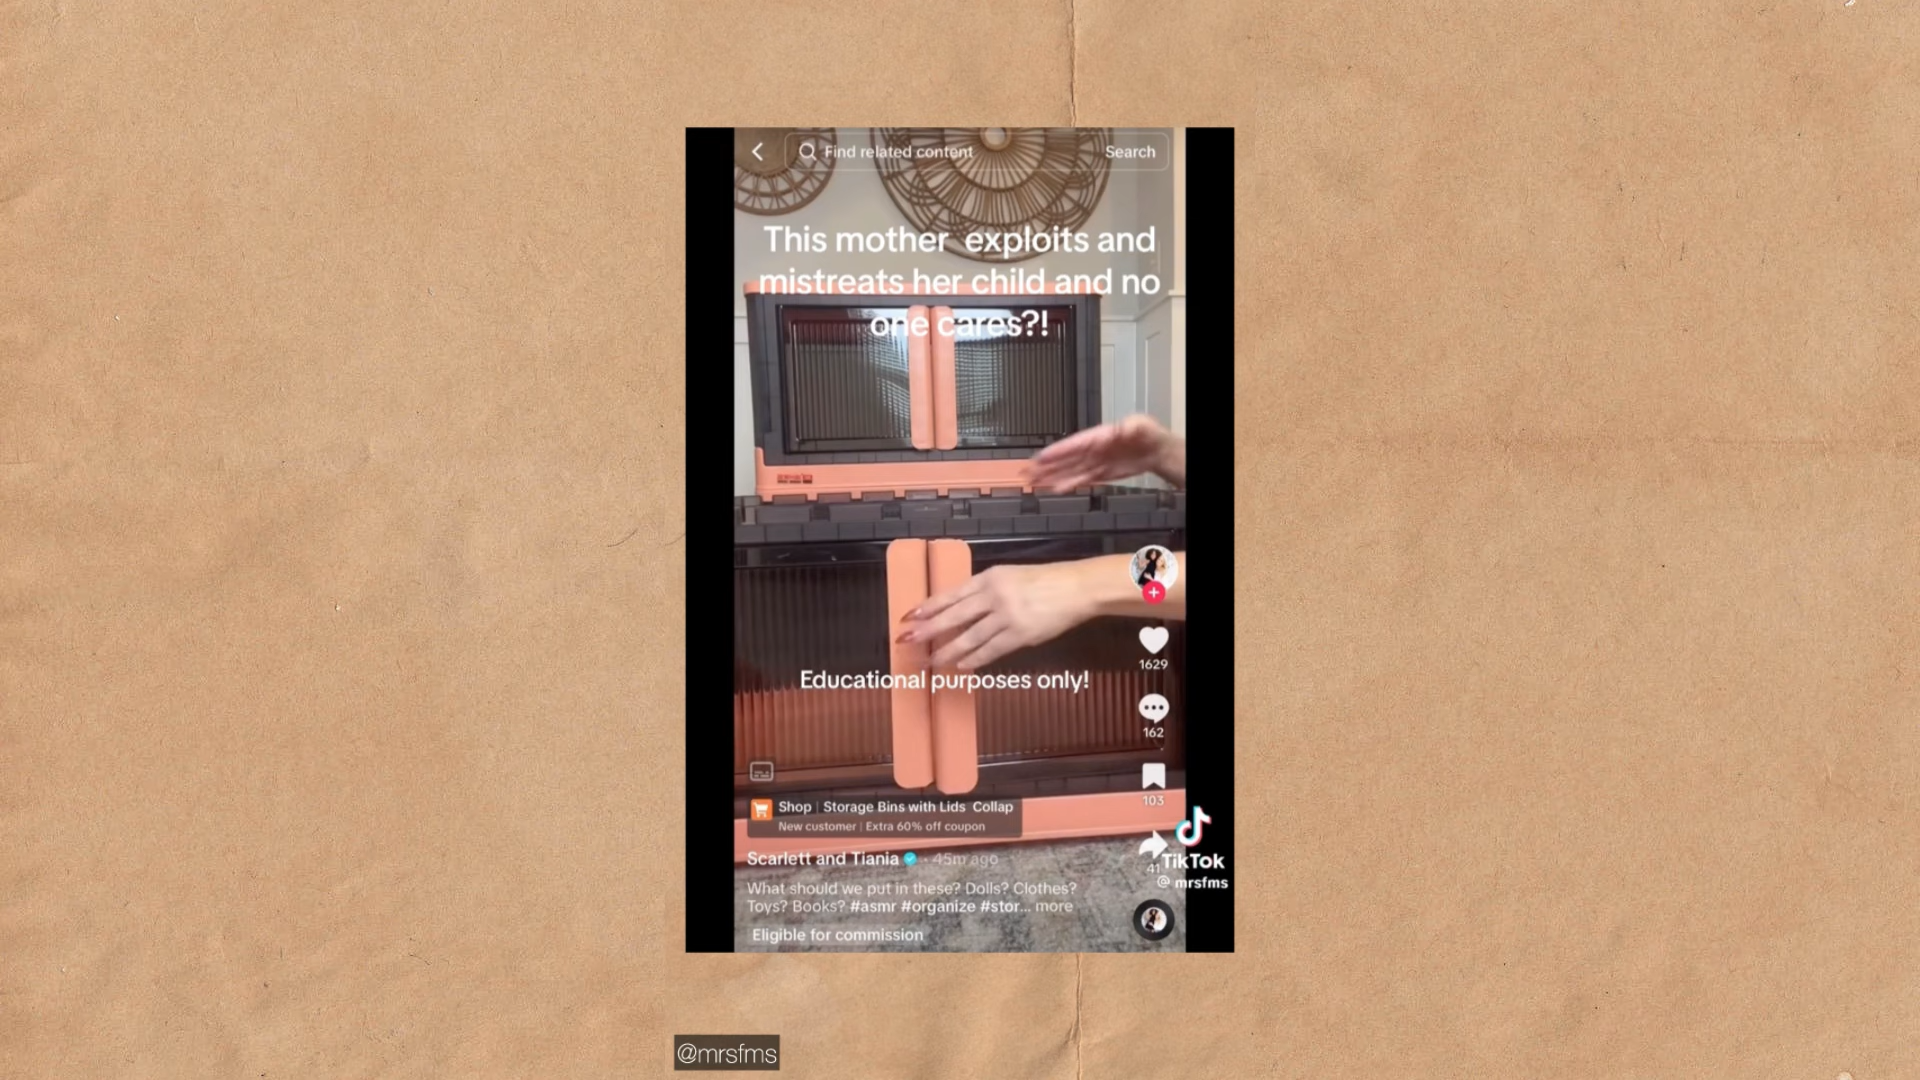 Find related content Search
This mother exploits and
mistreats her child and no
one cares?!
Educational purposes only!
1629
162
103
41
Shop | Storage Bins with Lids Collap
New customer | Extra 60% off coupon
Scarlett and Tiania · 45m ago
What should we put in these? Dolls? Clothes?
Toys? Books? #asmr #organize #stor... more
Eligible for commission
TikTok
@ mrsfms
@mrsfms